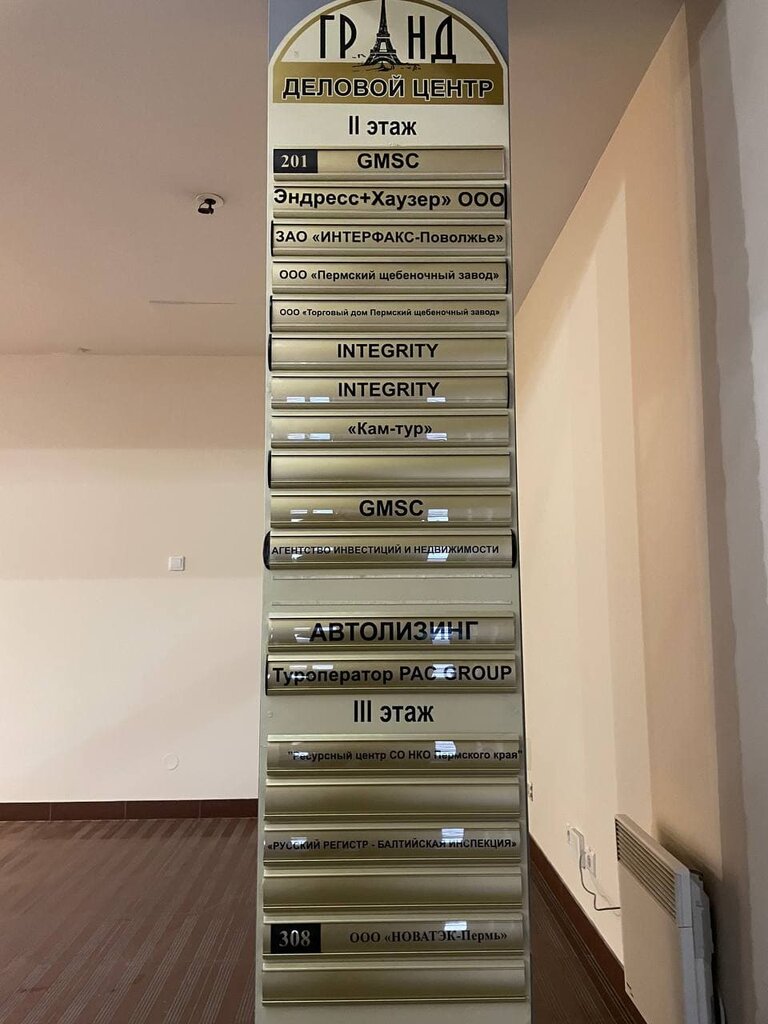 ГРАНД
ДЕЛОВОЙ ЦЕНТР
II этаж
201 GMSC
Эндресс+Хаузер» ООО
ЗАО «ИНТЕРФАКС-Поволжье»
ООО «Пермский щебеночный завод»
ООО «Торговый дом Пермский щебеночный завод»
INTEGRITY
INTEGRITY
«Кам-тур»
GMSC
АГЕНТСТВО ИНВЕСТИЦИЙ И НЕДВИЖИМОСТИ
АВТОЛИЗИНГ
Туроператор PAC GROUP
III этаж
"Ресурсный центр СО НКО Пермского края"
«РУССКИЙ РЕГИСТР - БАЛТИЙСКАЯ ИНСПЕКЦИЯ»
308 ООО «НОВАТЭК-Пермь»